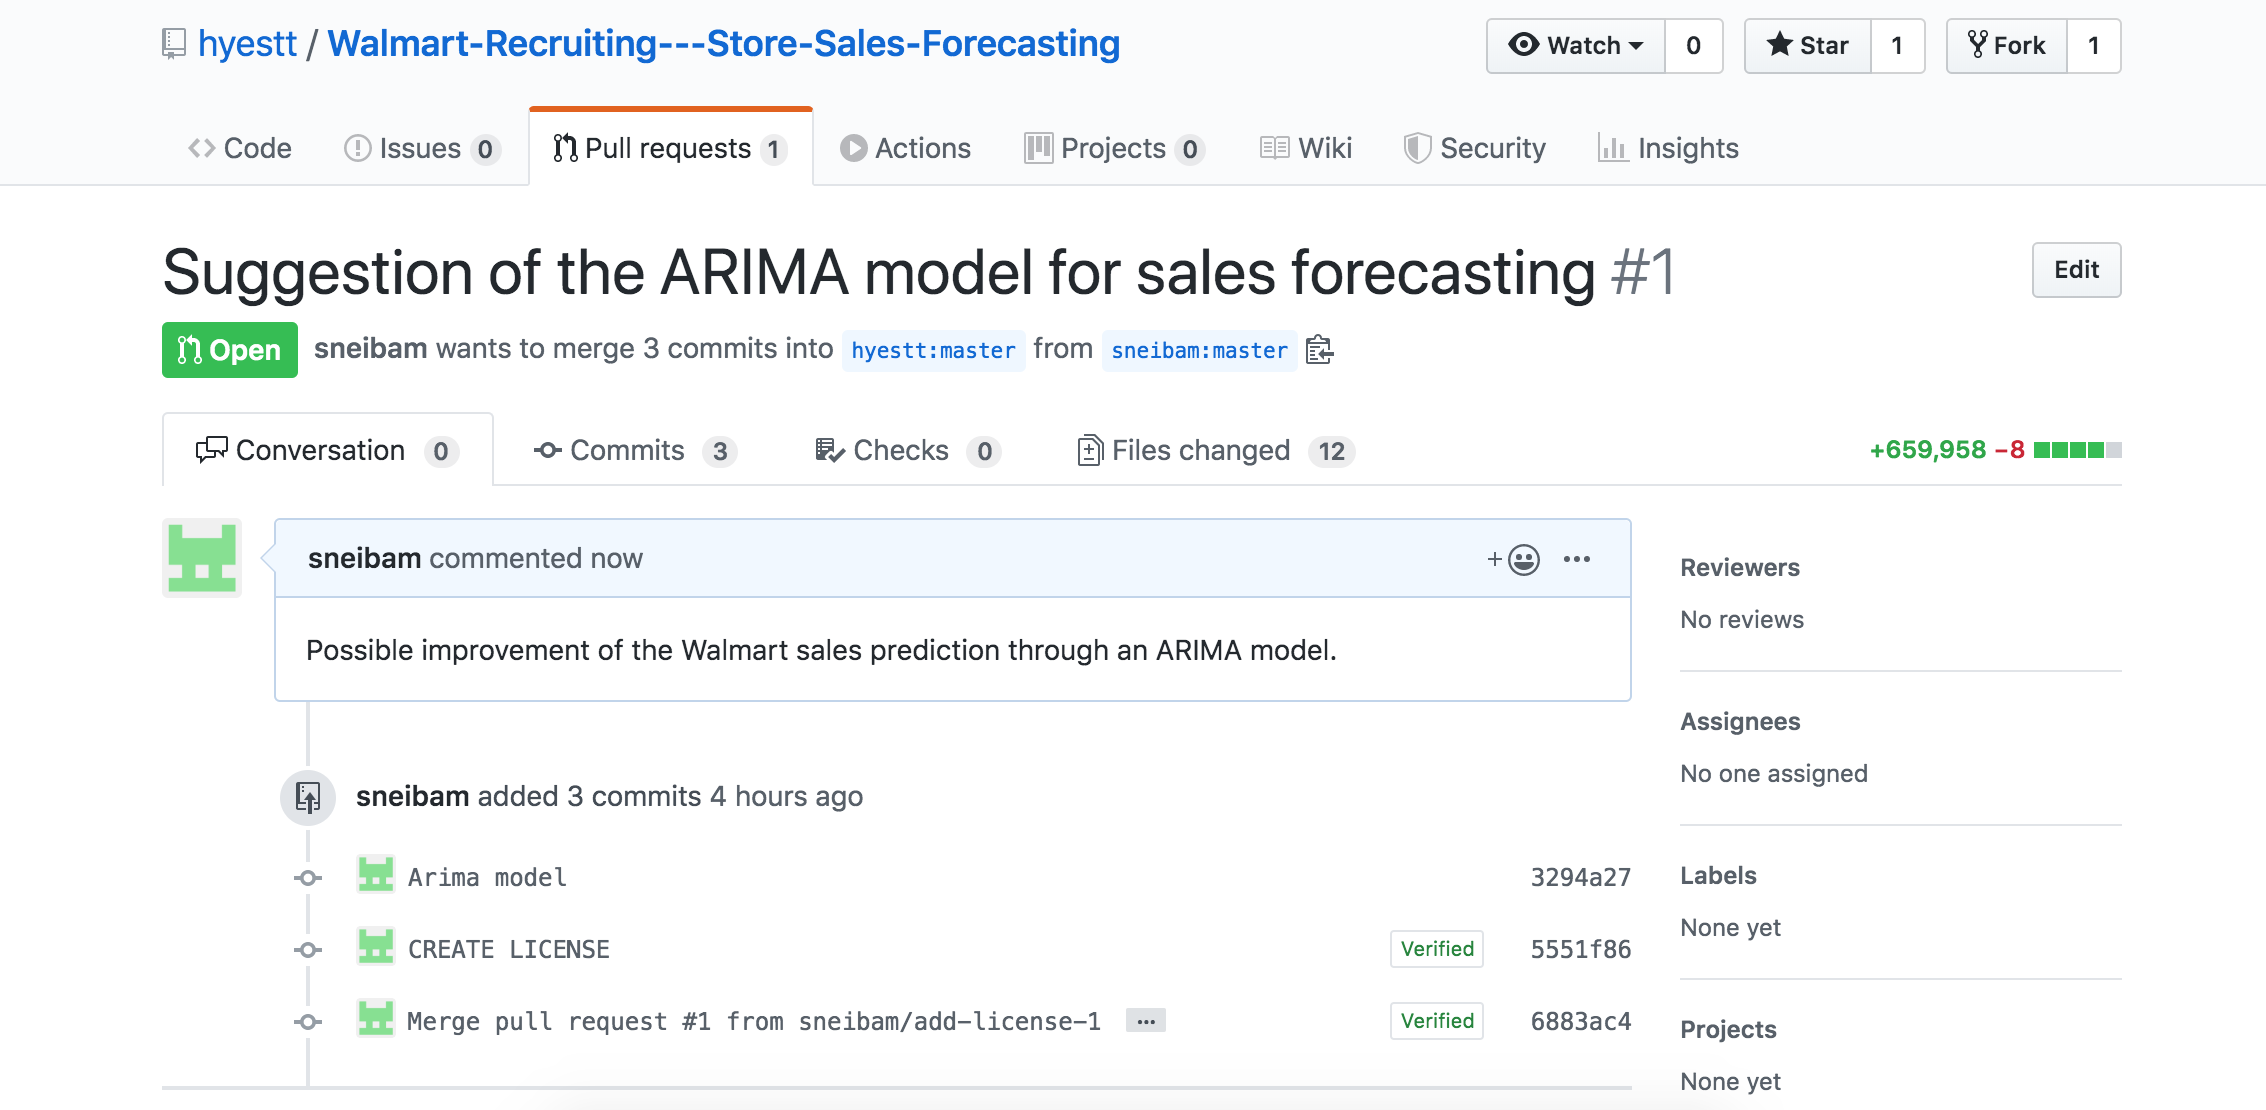 hyestt / Walmart-Recruiting---Store-Sales-Forecasting
Watch 0 Star 1 Fork 1
Code Issues 0 Pull requests 1 Actions Projects 0 Wiki Security Insights
Suggestion of the ARIMA model for sales forecasting #1
Edit
Open sneibam wants to merge 3 commits into hyestt:master from sneibam:master
Conversation 0 Commits 3 Checks 0 Files changed 12 +659,958 −8
sneibam commented now
Possible improvement of the Walmart sales prediction through an ARIMA model.
sneibam added 3 commits 4 hours ago
Arima model 3294a27
CREATE LICENSE Verified 5551f86
Merge pull request #1 from sneibam/add-license-1 … Verified 6883ac4
Reviewers
No reviews
Assignees
No one assigned
Labels
None yet
Projects
None yet